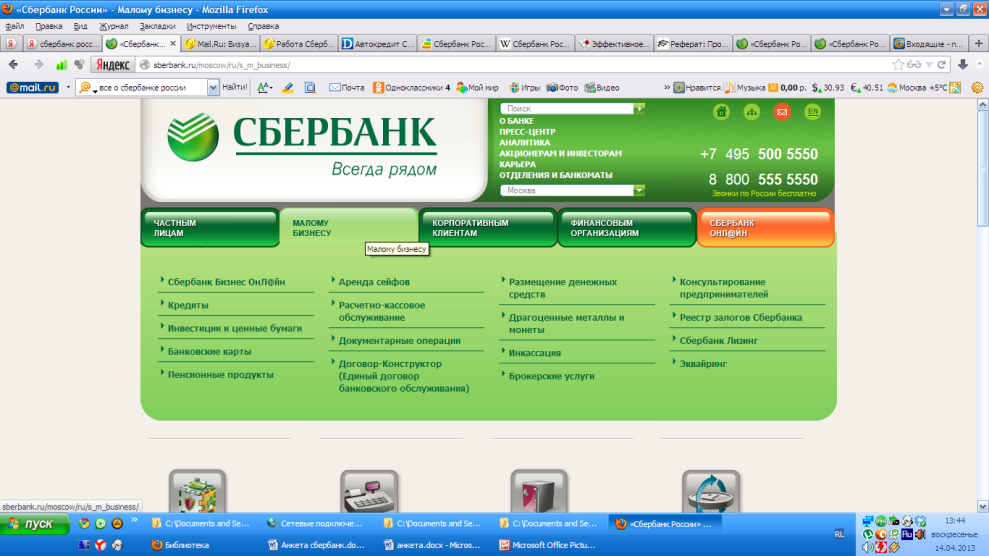 «Сбербанк России» - Малому бизнесу - Mozilla Firefox
Файл Правка Вид Журнал Закладки Инструменты Справка
сбербанк росс... «Сбербанк... Mail.Ru: Визуа... Работа Сберб... Автокредит С... Сбербанк Рос... Сбербанк Рос... Эффективное... Реферат: Про... «Сбербанк Ро... «Сбербанк Ро... Входящие - n...
Яндекс sberbank.ru/moscow/ru/s_m_business/
@mail.ru все о сбербанке россии Найти! Почта Одноклассники 4 Мой мир Игры Фото Видео » Нравится Музыка 0,00 р. $ 30.93 € 40.51 Москва +5°C
СБЕРБАНК
Всегда рядом
Поиск
О БАНКЕ
ПРЕСС-ЦЕНТР
АНАЛИТИКА
АКЦИОНЕРАМ И ИНВЕСТОРАМ
КАРЬЕРА
ОТДЕЛЕНИЯ И БАНКОМАТЫ
Москва
EN
+7 495 500 5550
8 800 555 5550
Звонки по России бесплатно
ЧАСТНЫМ
ЛИЦАМ
МАЛОМУ
БИЗНЕСУ
КОРПОРАТИВНЫМ
КЛИЕНТАМ
ФИНАНСОВЫМ
ОРГАНИЗАЦИЯМ
СБЕРБАНК
ОНЛ@ЙН
Малому бизнесу
Сбербанк Бизнес ОнЛ@йн
Кредиты
Инвестиции и ценные бумаги
Банковские карты
Пенсионные продукты
Аренда сейфов
Расчетно-кассовое
обслуживание
Документарные операции
Договор-Конструктор
(Единый договор
банковского обслуживания)
Размещение денежных
средств
Драгоценные металлы и
монеты
Инкассация
Брокерские услуги
Консультирование
предпринимателей
Реестр залогов Сбербанка
Сбербанк Лизинг
Эквайринг
sberbank.ru/moscow/ru/s_m_business/
пуск » C:\Documents and Se... Сетевые подключе... C:\Documents and Se... C:\Documents and Se... «Сбербанк России» ...
Библиотека Анкета сбербанк.do... анкета.docx - Micros... Microsoft Office Pictu...
RU
Ru
13:44
воскресенье
14.04.2013